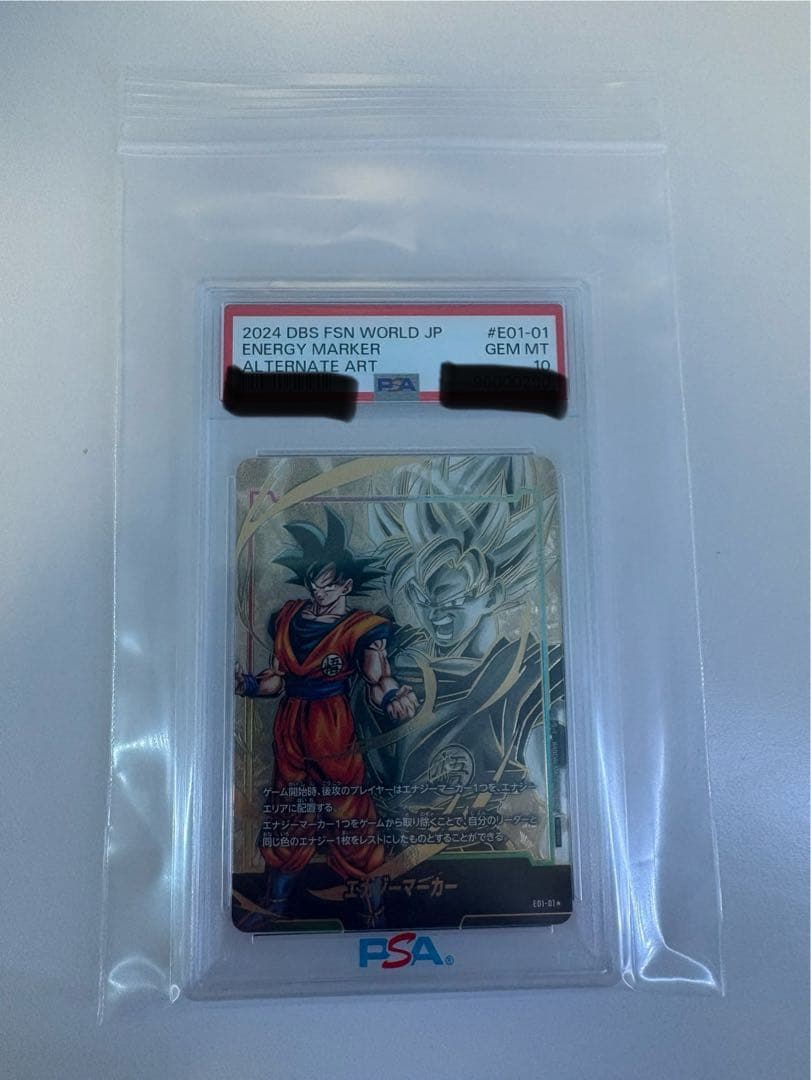 2024 DBS FSN WORLD JP #E01-01
ENERGY MARKER GEM MT
ALTERNATE ART 10
PSA
悟
悟
ゲーム開始時、後攻のプレイヤーはエナジーマーカー1つを、エナジー
エリアに配置する。
エナジーマーカー1つをゲームから取り除くことで、自分のリーダーと
同じ色のエナジー1枚をレストにしたものとすることができる。
エナジーマーカー
E01-01★
PSA®